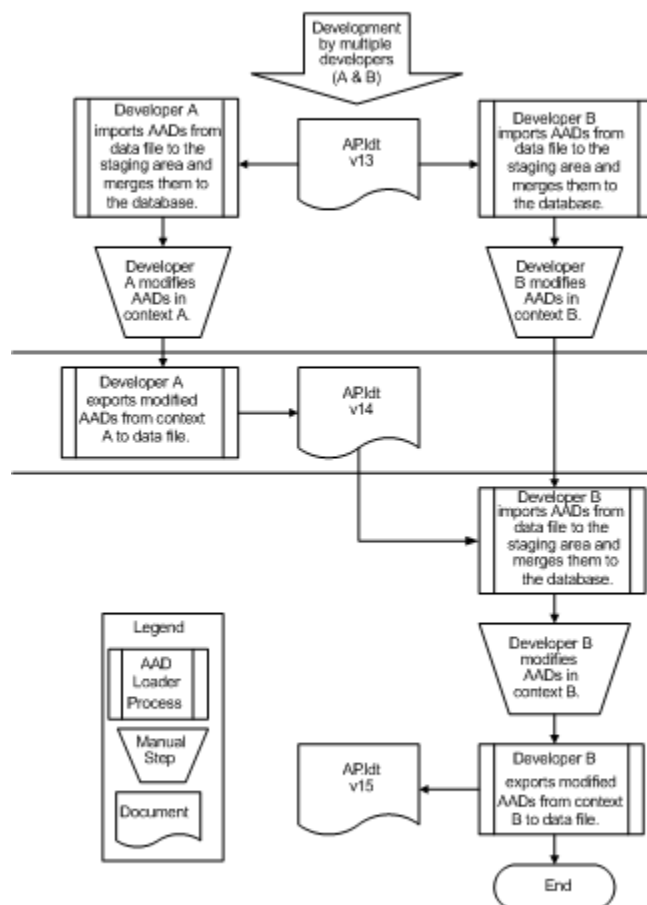 Development
by multiple
developers
(A & B)
Developer A
imports AADs from
data file to the
staging area and
merges them to
the database.
AP.ldt
v13
Developer B
imports AADs from
data file to the
staging area and
merges them to
the database.
Developer
A modifies
AADs in
context A.
Developer
B modifies
AADs in
context B.
Developer A
exports modified
AADs from context
A to data file.
AP.ldt
v14
Developer B
imports AADs from
data file to the
staging area and
merges them to
the database.
Legend
AAD
Loader
Process
Manual
Step
Document
Developer B
modifies
AADs in
context B.
AP.ldt
v15
Developer B
exports modified
AADs from context
B to data file.
End